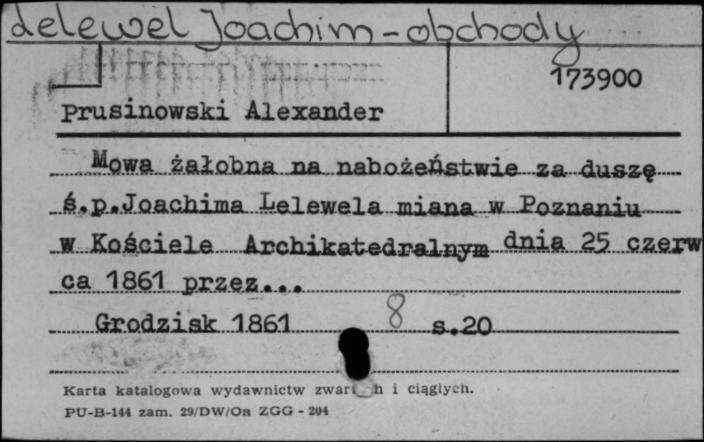 Lelewel Joachim - obchody
173900
Prusinowski Alexander
Mowa żałobna na nabożeństwie za duszę
ś.p.Joachima Lelewela miana w Poznaniu
w Kościele Archikatedralnym dnia 25 czerw
ca 1861 przez...
Grodzisk 1861 8 s.20
Karta katalogowa wydawnictw i ciągłych.
PU-B-144 zam. 29/DW/On ZGG - 204